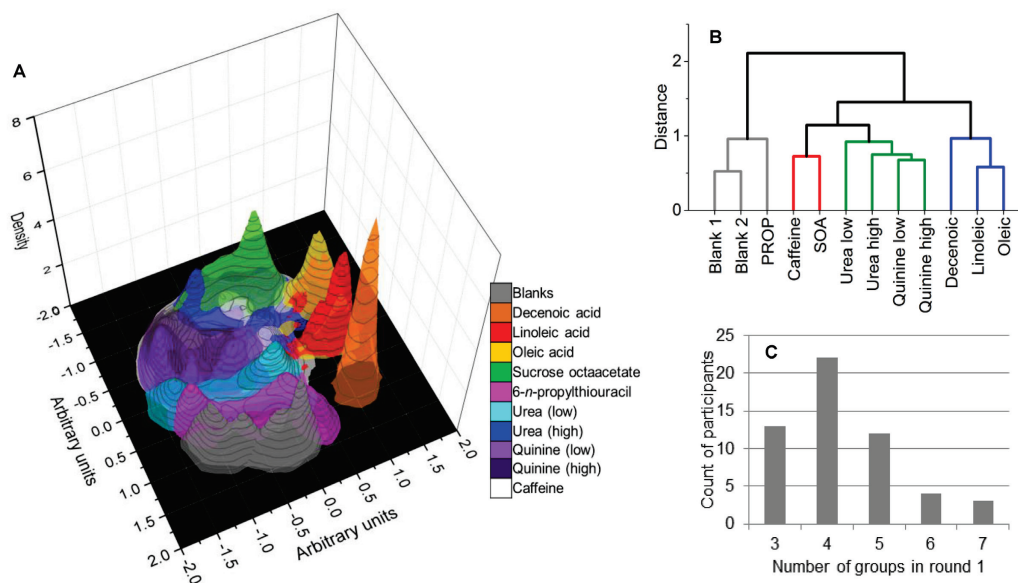 A
Density
8
6
4
2
-2.0
-1.5
-1.0
-0.5
0.0
0.5
1.0
1.5
2.0
Arbitrary units
-2.0
-1.5
-1.0
-0.5
0.0
0.5
1.0
1.5
2.0
Arbitrary units
Blanks
Decenoic acid
Linoleic acid
Oleic acid
Sucrose octaacetate
6-n-propylthiouracil
Urea (low)
Urea (high)
Quinine (low)
Quinine (high)
Caffeine
B
Distance
2
1
0
Blank 1
Blank 2
PROP
Caffeine
SOA
Urea low
Urea high
Quinine low
Quinine high
Decenoic
Linoleic
Oleic
C
Count of participants
25
20
15
10
5
0
3 4 5 6 7
Number of groups in round 1